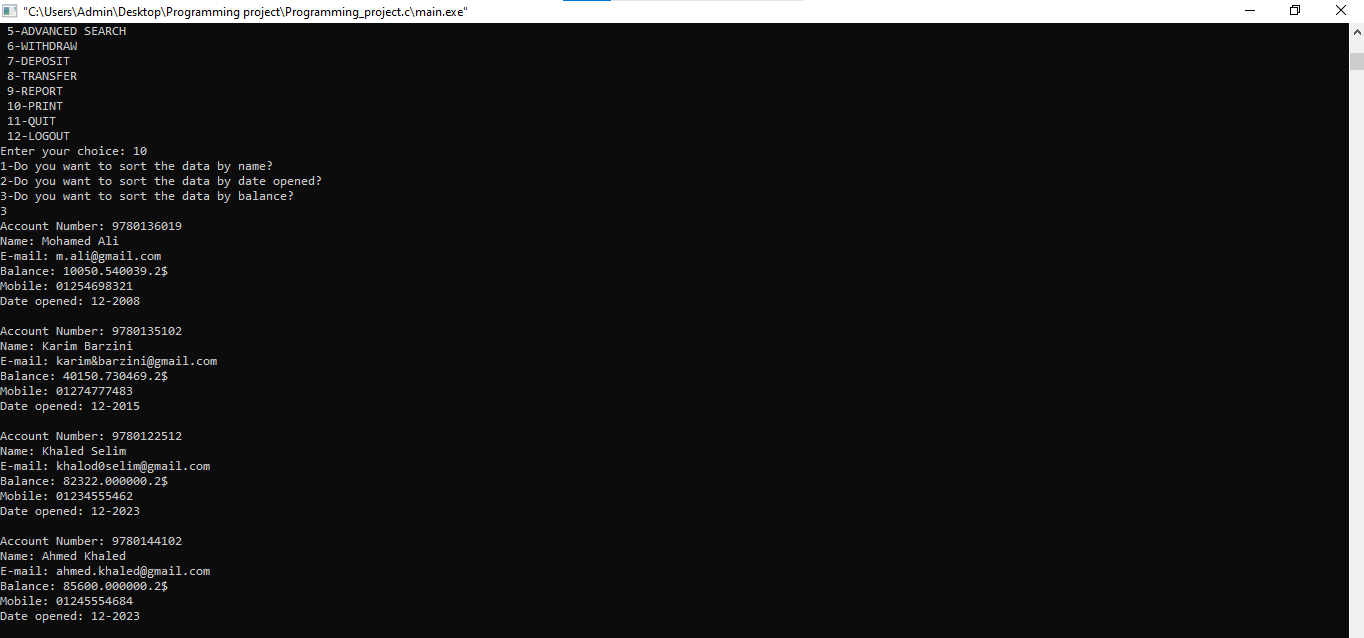 "C:\Users\Admin\Desktop\Programming project\Programming_project.c\main.exe"
5-ADVANCED SEARCH
6-WITHDRAW
7-DEPOSIT
8-TRANSFER
9-REPORT
10-PRINT
11-QUIT
12-LOGOUT
Enter your choice: 10
1-Do you want to sort the data by name?
2-Do you want to sort the data by date opened?
3-Do you want to sort the data by balance?
3
Account Number: 9780136019
Name: Mohamed Ali
E-mail: m.ali@gmail.com
Balance: 10050.540039.2$
Mobile: 01254698321
Date opened: 12-2008
Account Number: 9780135102
Name: Karim Barzini
E-mail: karim&barzini@gmail.com
Balance: 40150.730469.2$
Mobile: 01274777483
Date opened: 12-2015
Account Number: 9780122512
Name: Khaled Selim
E-mail: khalod0selim@gmail.com
Balance: 82322.000000.2$
Mobile: 01234555462
Date opened: 12-2023
Account Number: 9780144102
Name: Ahmed Khaled
E-mail: ahmed.khaled@gmail.com
Balance: 85600.000000.2$
Mobile: 01245554684
Date opened: 12-2023